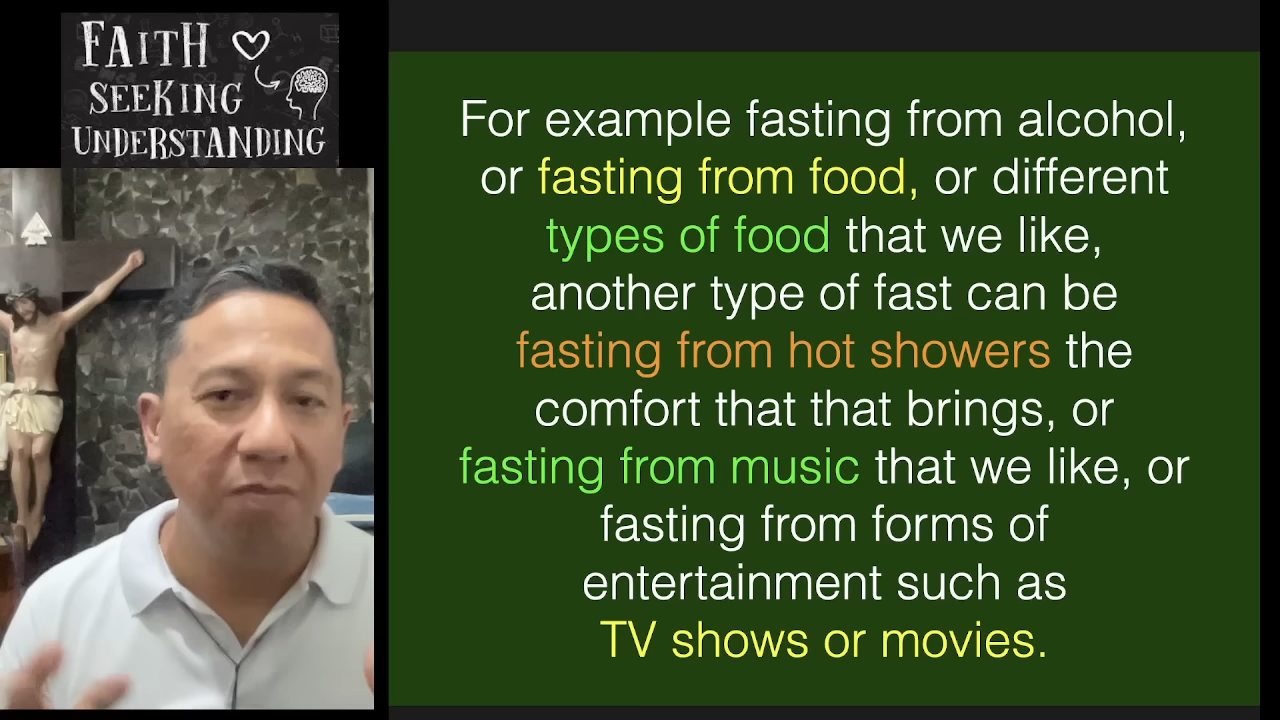 FAITH
SEEKING
UNDERSTANDING
For example fasting from alcohol,
or fasting from food, or different
types of food that we like,
another type of fast can be
fasting from hot showers the
comfort that that brings, or
fasting from music that we like, or
fasting from forms of
entertainment such as
TV shows or movies.